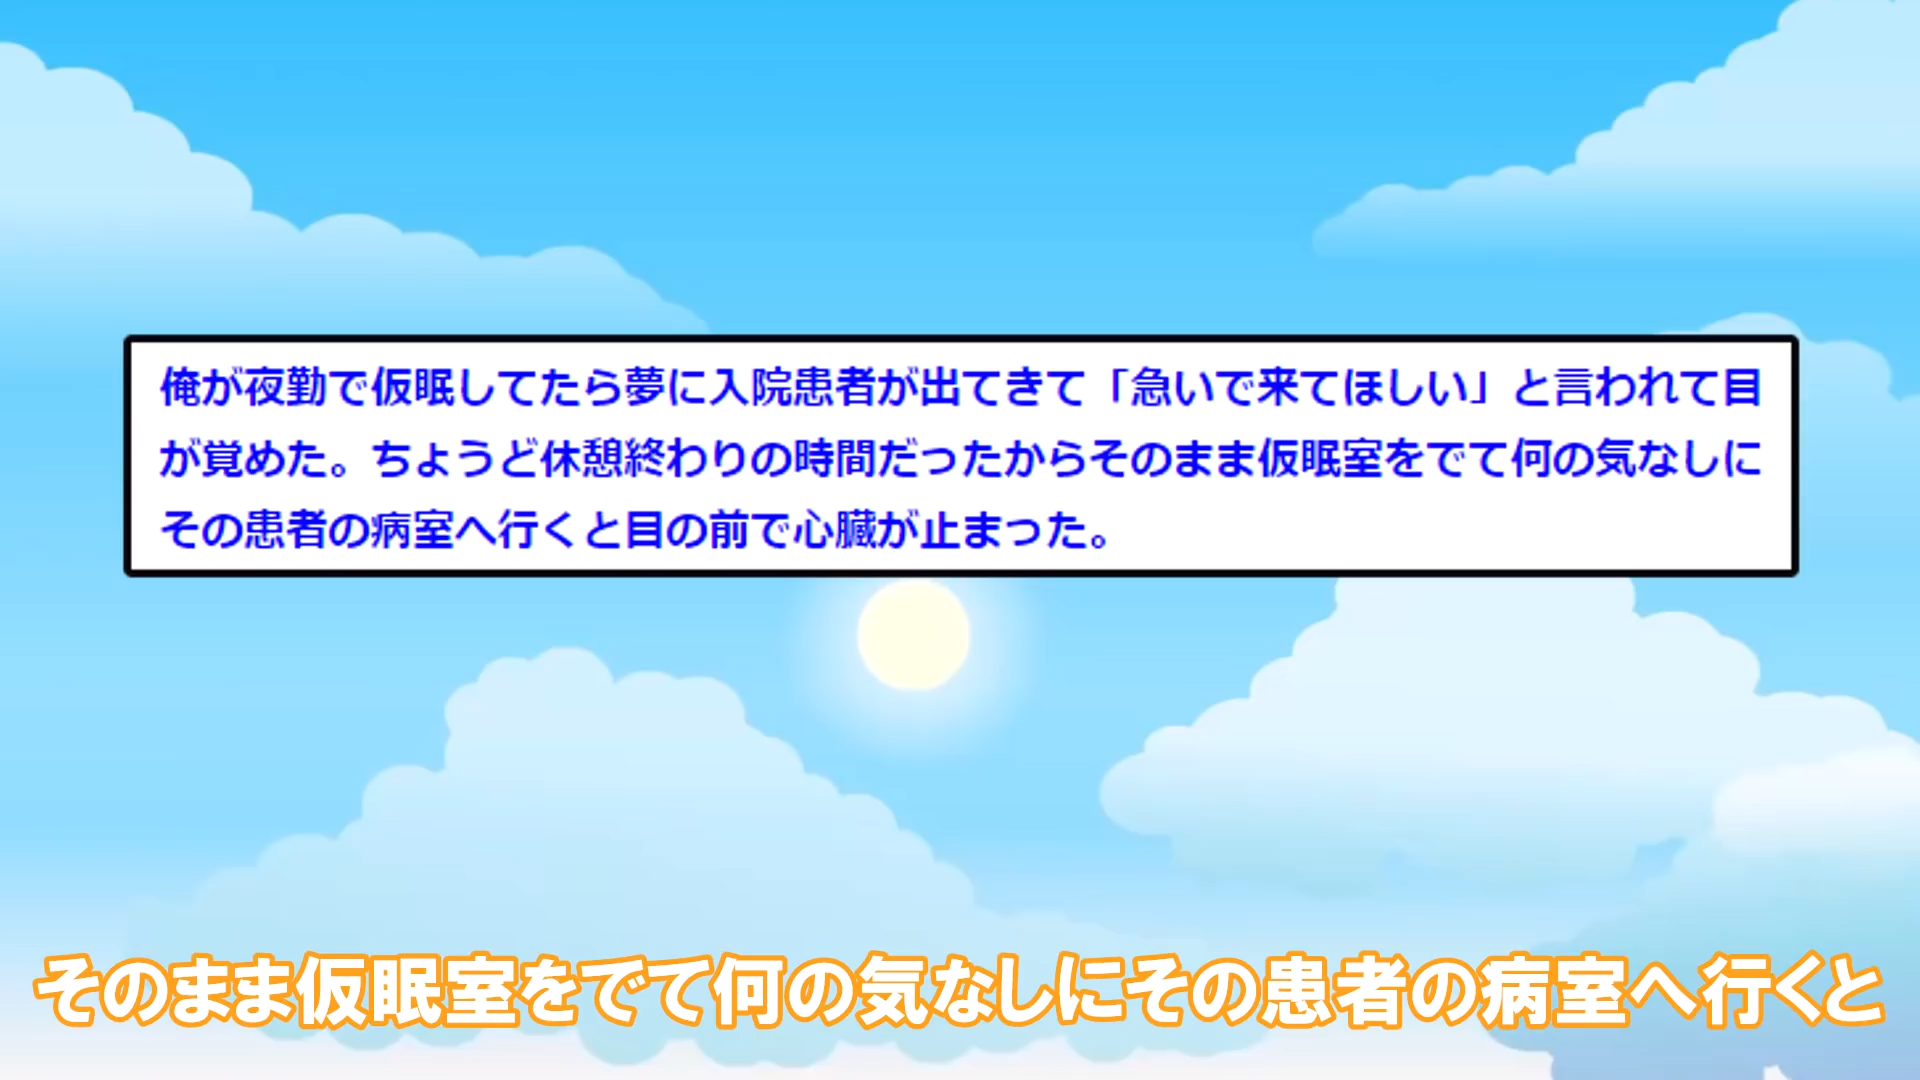 俺が夜勤で仮眠してたら夢に入院患者が出てきて「急いで来てほしい」と言われて目
が覚めた。ちょうど休憩終わりの時間だったからそのまま仮眠室をでて何の気なしに
その患者の病室へ行くと目の前で心臓が止まった。
そのまま仮眠室をでて何の気なしにその患者の病室へ行くと